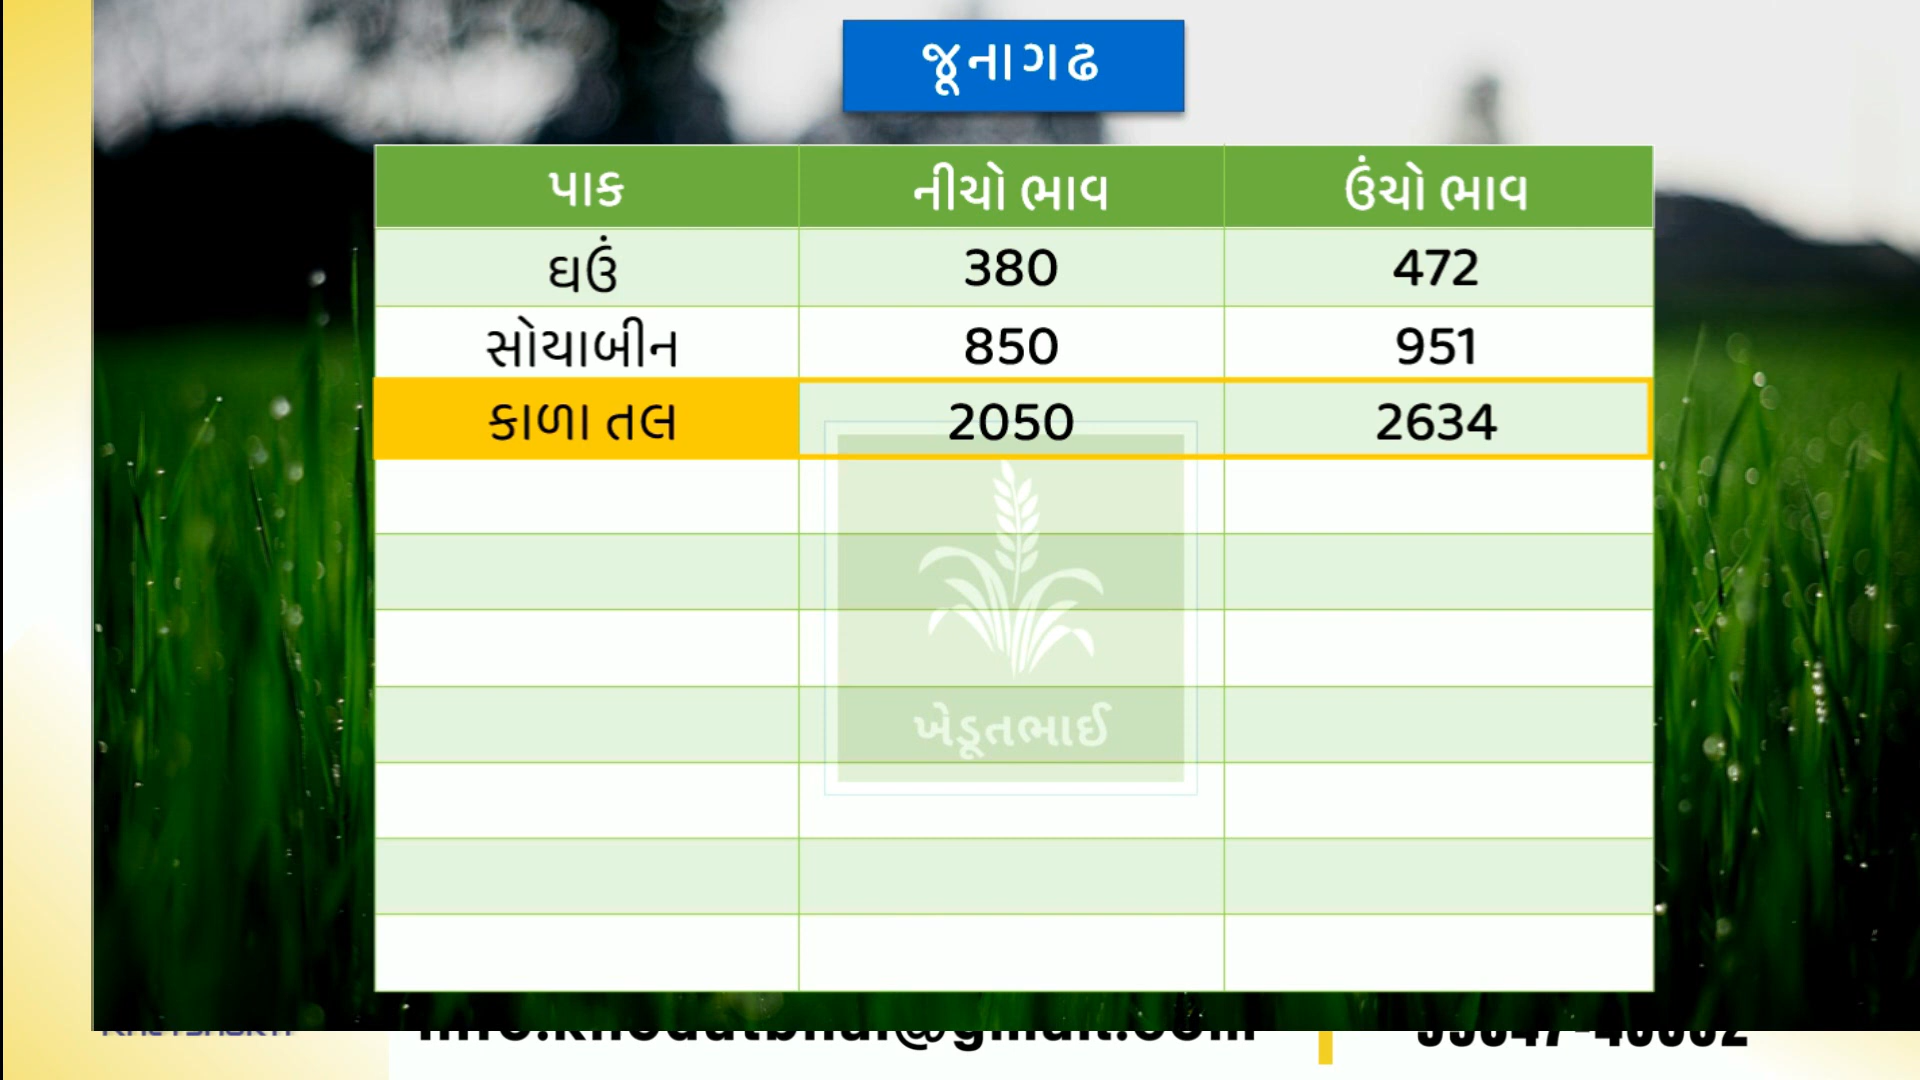 જૂનાગઢ
પાક નીચો ભાવ ઉંચો ભાવ
ઘઉં 380 472
સોયાબીન 850 951
કાળા તલ 2050 2634
ખેડૂતભાઈ